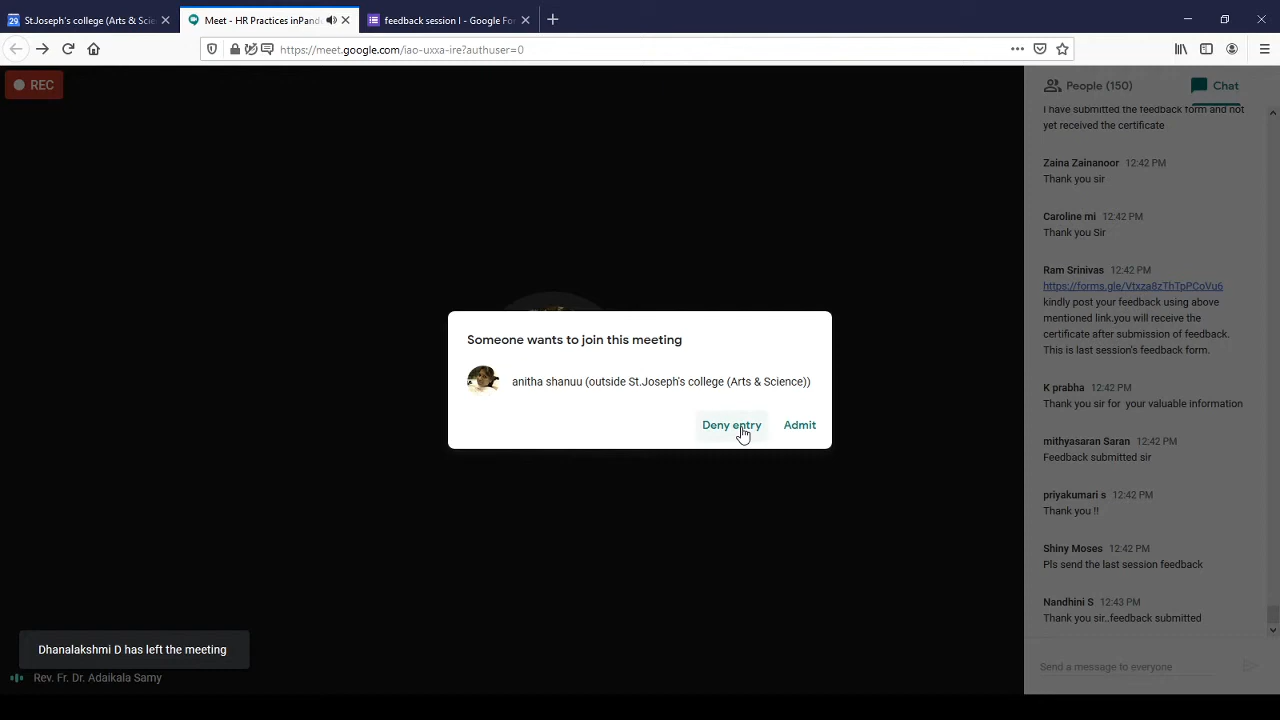 St.Joseph's college (Arts & Scie
Meet - HR Practices inPand
feedback session I - Google For
https://meet.google.com/iao-uxxa-ire?authuser=0
REC
People (150)
Chat
I have submitted the feedback form and not
yet received the certificate
Zaina Zainanoor 12:42 PM
Thank you sir
Caroline mi 12:42 PM
Thank you Sir
Ram Srinivas 12:42 PM
https://forms.gle/Vtxza8zThTpPCoVu6
kindly post your feedback using above
mentioned link.you will receive the
certificate after submission of feedback.
This is last session's feedback form.
K prabha 12:42 PM
Thank you sir for your valuable information
mithyasaran Saran 12:42 PM
Feedback submitted sir
priyakumari s 12:42 PM
Thank you !!
Shiny Moses 12:42 PM
Pls send the last session feedback
Nandhini S 12:43 PM
Thank you sir..feedback submitted
Send a message to everyone
Someone wants to join this meeting
anitha shanuu (outside St.Joseph's college (Arts & Science))
Deny entry Admit
Dhanalakshmi D has left the meeting
Rev. Fr. Dr. Adaikala Samy